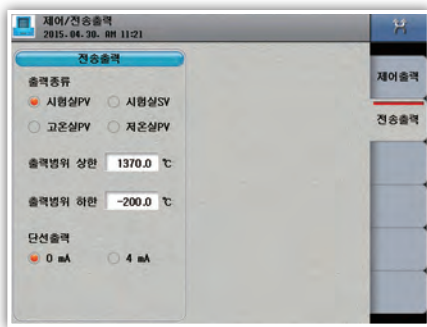 제어/전송출력
2015.04.30. AM 11:21
전송출력
출력종류
시험실PV 시험실SV
고온실PV 저온실PV
출력범위 상한 1370.0 ℃
출력범위 하한 -200.0 ℃
단선출력
0 mA 4 mA
제어출력
전송출력